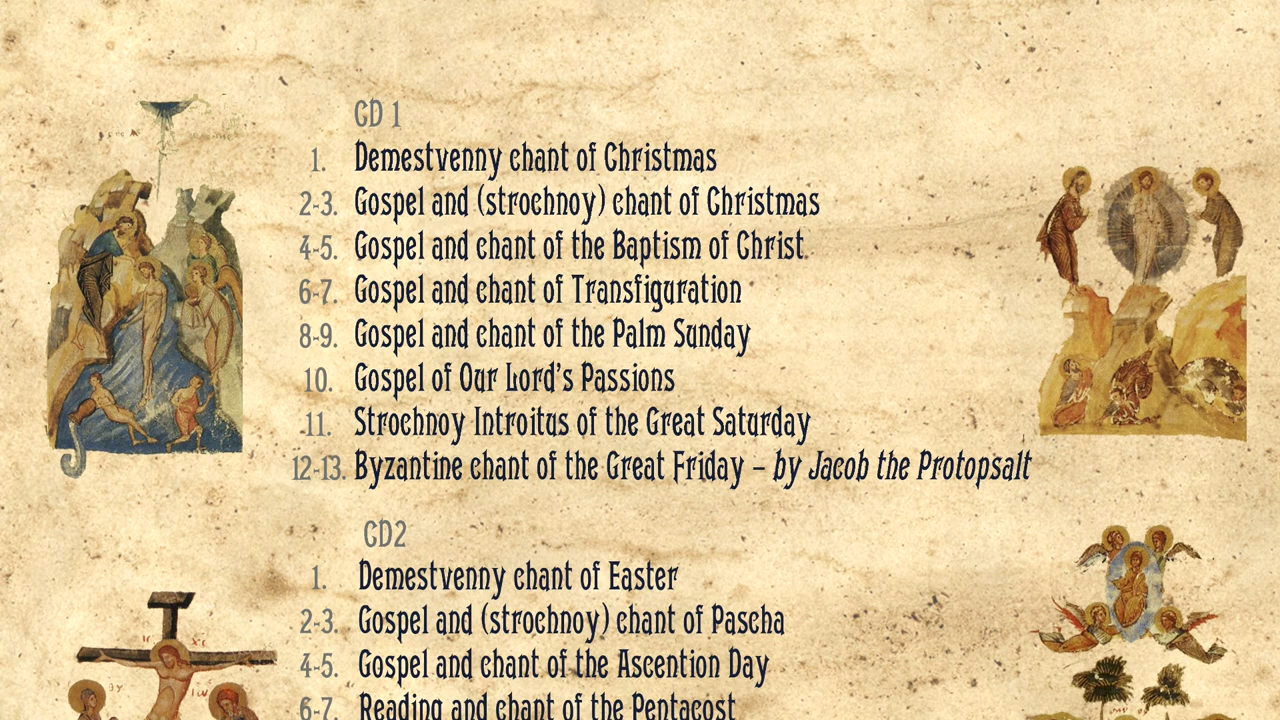 CD 1
1. Demestvenny chant of Christmas
2-3. Gospel and (strochnoy) chant of Christmas
4-5. Gospel and chant of the Baptism of Christ
6-7. Gospel and chant of Transfiguration
8-9. Gospel and chant of the Palm Sunday
10. Gospel of Our Lord's Passions
11. Strochnoy Introitus of the Great Saturday
12-13. Byzantine chant of the Great Friday – by Jacob the Protopsalt
CD2
1. Demestvenny chant of Easter
2-3. Gospel and (strochnoy) chant of Pascha
4-5. Gospel and chant of the Ascention Day
6-7. Reading and chant of the Pentacost